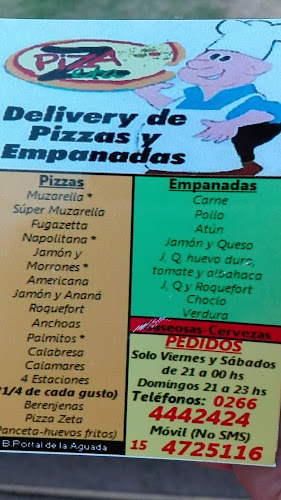 PIZZA
Zeta
Delivery de
Pizzas y
Empanadas
Pizzas
Muzarella *
Súper Muzarella
Fugazetta
Napolitana *
Jamón y
Morrones *
Americana
Jamón y Ananá
Roquefort
Anchoas
Palmitos *
Calabresa
Calamares
4 Estaciones
(1/4 de cada gusto)
Berenjenas
Pizza Zeta
(Panceta-huevos fritos)
B.Portal de la Aguada
Empanadas
Carne
Pollo
Atún
Jamón y Queso
J, Q, huevo duro,
tomate y albahaca
J, Q y Roquefort
Choclo
Verdura
Gaseosas-Cervezas
PEDIDOS
Solo Viernes y Sábados
de 21 a 00 hs
Domingos 21 a 23 hs
Teléfonos: 0266
4442424
Móvil (No SMS)
15 4725116